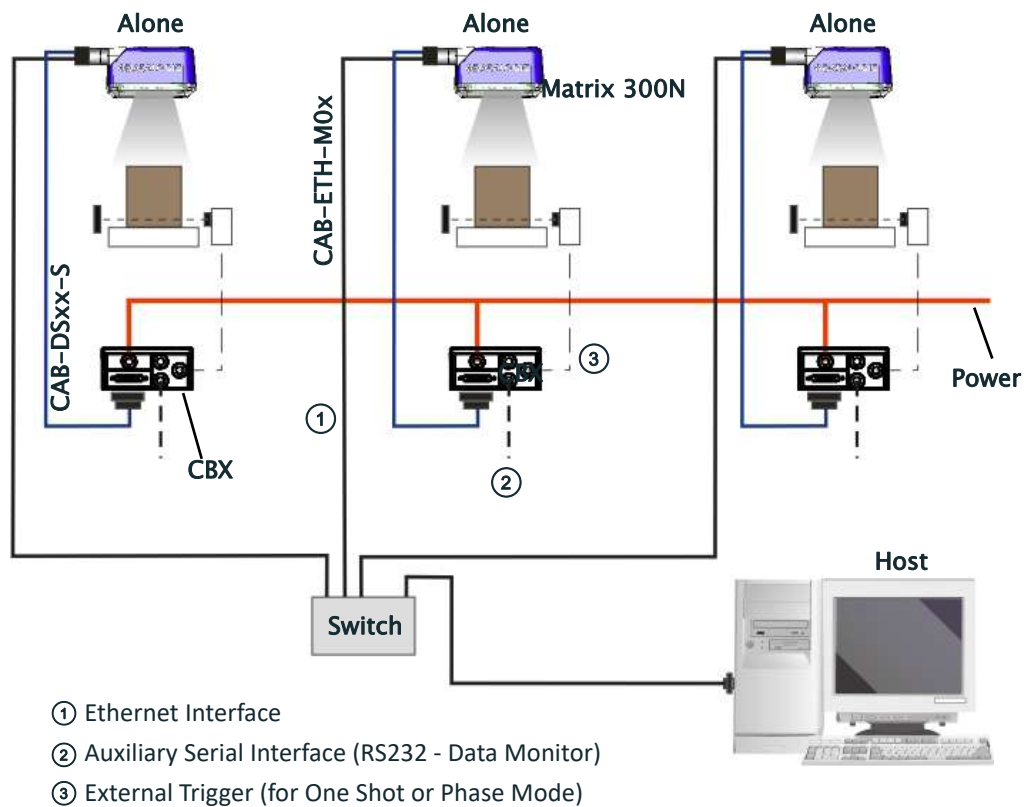 Alone Alone Alone
Matrix 300N
CAB-ETH-M0x
CAB-DSxx-S
③
CBX
Power
①
CBX
②
Host
Switch
① Ethernet Interface
② Auxiliary Serial Interface (RS232 - Data Monitor)
③ External Trigger (for One Shot or Phase Mode)